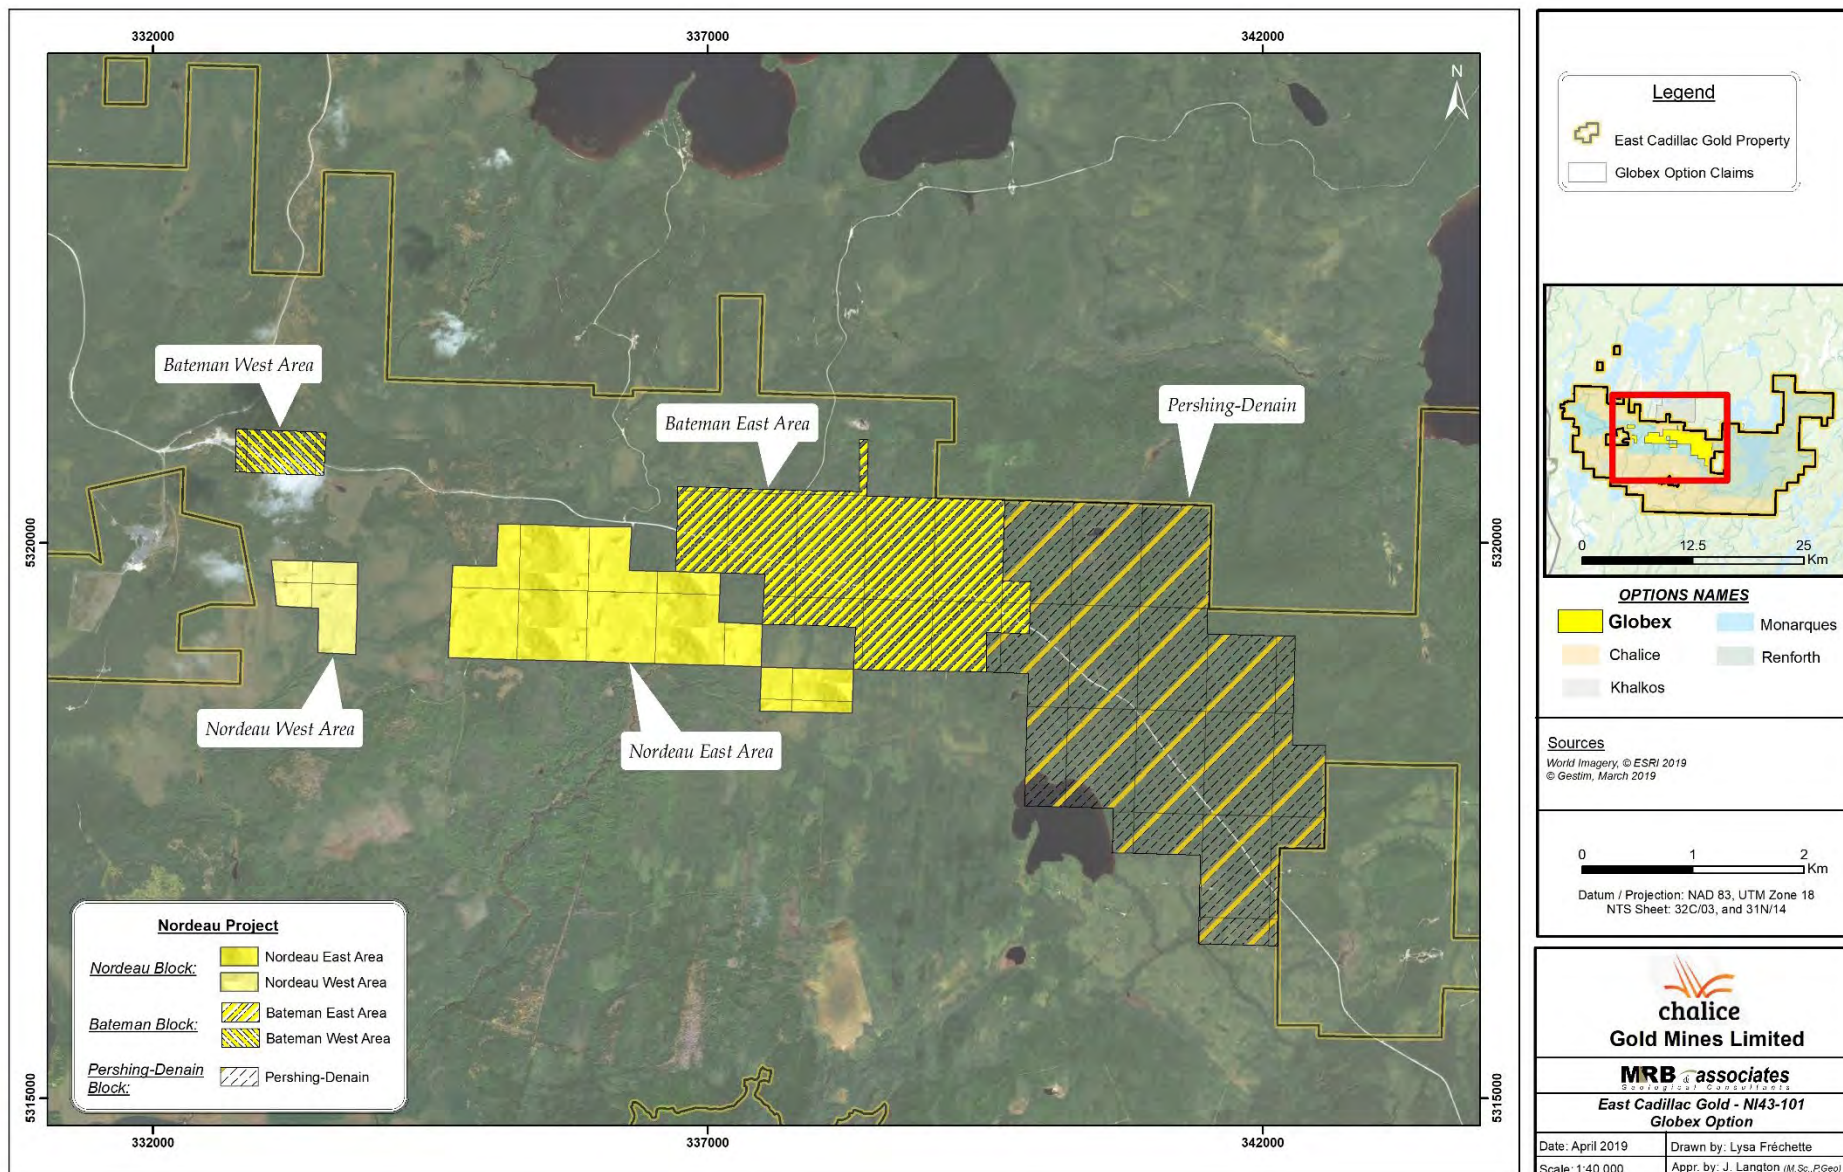 332000
337000
342000
N
Bateman West Area
Bateman East Area
Pershing-Denain
5320000
5320000
Nordeau West Area
Nordeau East Area
Nordeau Project
Nordeau Block:
Nordeau East Area
Nordeau West Area
Bateman Block:
Bateman East Area
Bateman West Area
Pershing-Denain
Block:
Pershing-Denain
5315000
5315000
332000
337000
342000
Legend
East Cadillac Gold Property
Globex Option Claims
0 12.5 25
Km
OPTIONS NAMES
Globex
Monarques
Chalice
Renforth
Khalkos
Sources
World Imagery, © ESRI 2019
© Gestim, March 2019
0 1 2
Km
Datum / Projection: NAD 83, UTM Zone 18
NTS Sheet: 32C/03, and 31N/14
chalice
Gold Mines Limited
MRB & associates
Geological Consultants
East Cadillac Gold - NI43-101
Globex Option
Date: April 2019
Drawn by: Lysa Fréchette
Scale: 1:40 000
Appr. by: J. Langton (M.Sc., P.Geo)